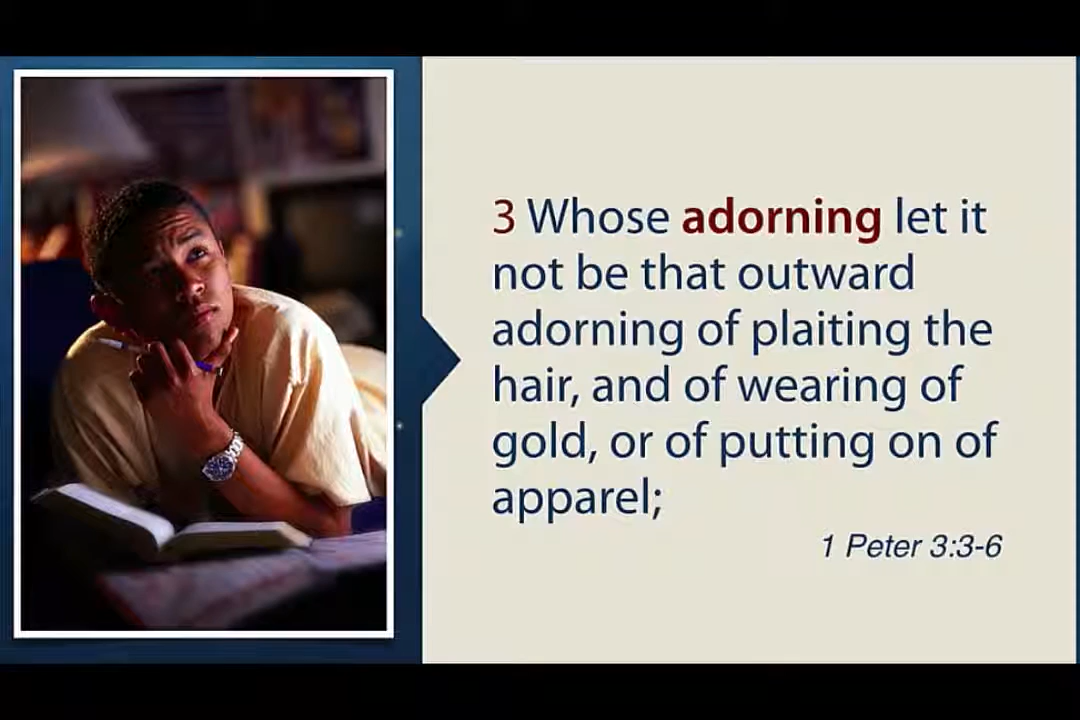 3 Whose adorning let it
not be that outward
adorning of plaiting the
hair, and of wearing of
gold, or of putting on of
apparel;
1 Peter 3:3-6